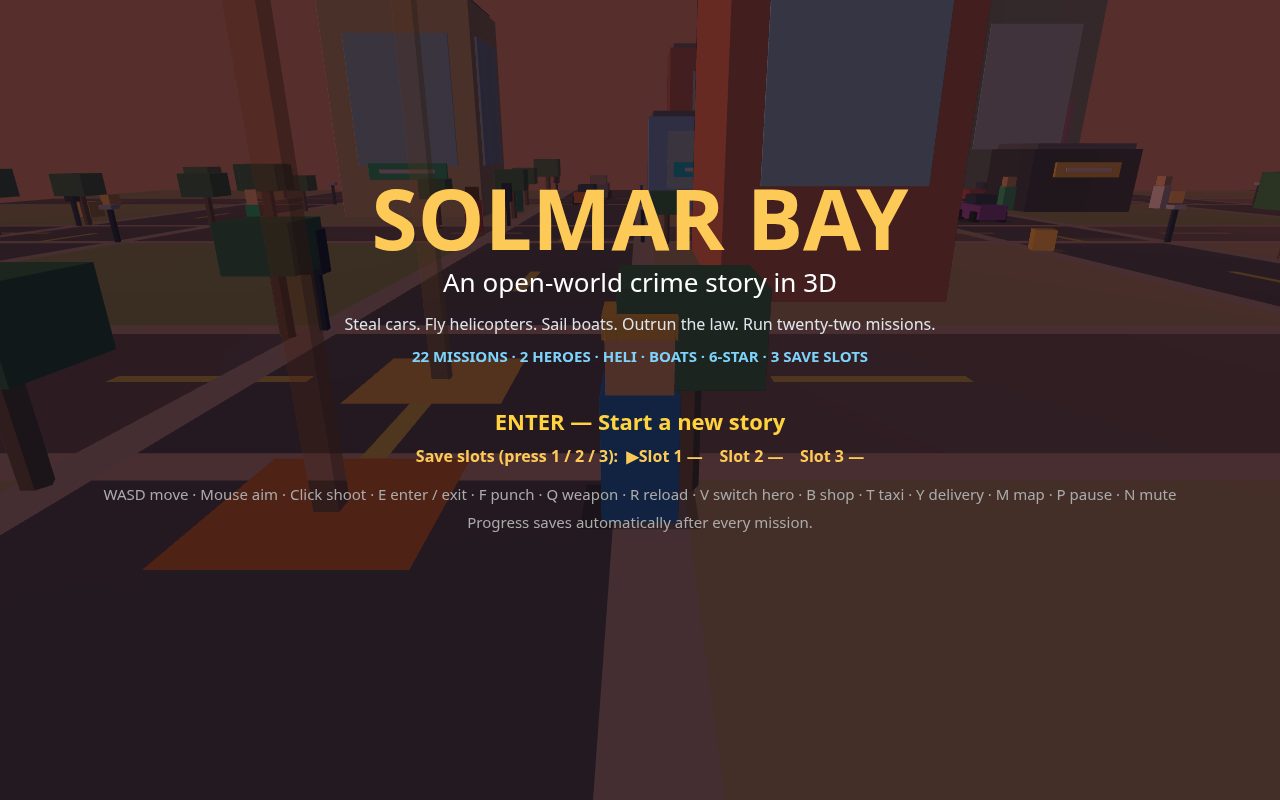 SOLMAR BAY
An open-world crime story in 3D
Steal cars. Fly helicopters. Sail boats. Outrun the law. Run twenty-two missions.
22 MISSIONS · 2 HEROES · HELI · BOATS · 6-STAR · 3 SAVE SLOTS
ENTER — Start a new story
Save slots (press 1 / 2 / 3): ▶Slot 1 — Slot 2 — Slot 3 —
WASD move · Mouse aim · Click shoot · E enter / exit · F punch · Q weapon · R reload · V switch hero · B shop · T taxi · Y delivery · M map · P pause · N mute
Progress saves automatically after every mission.